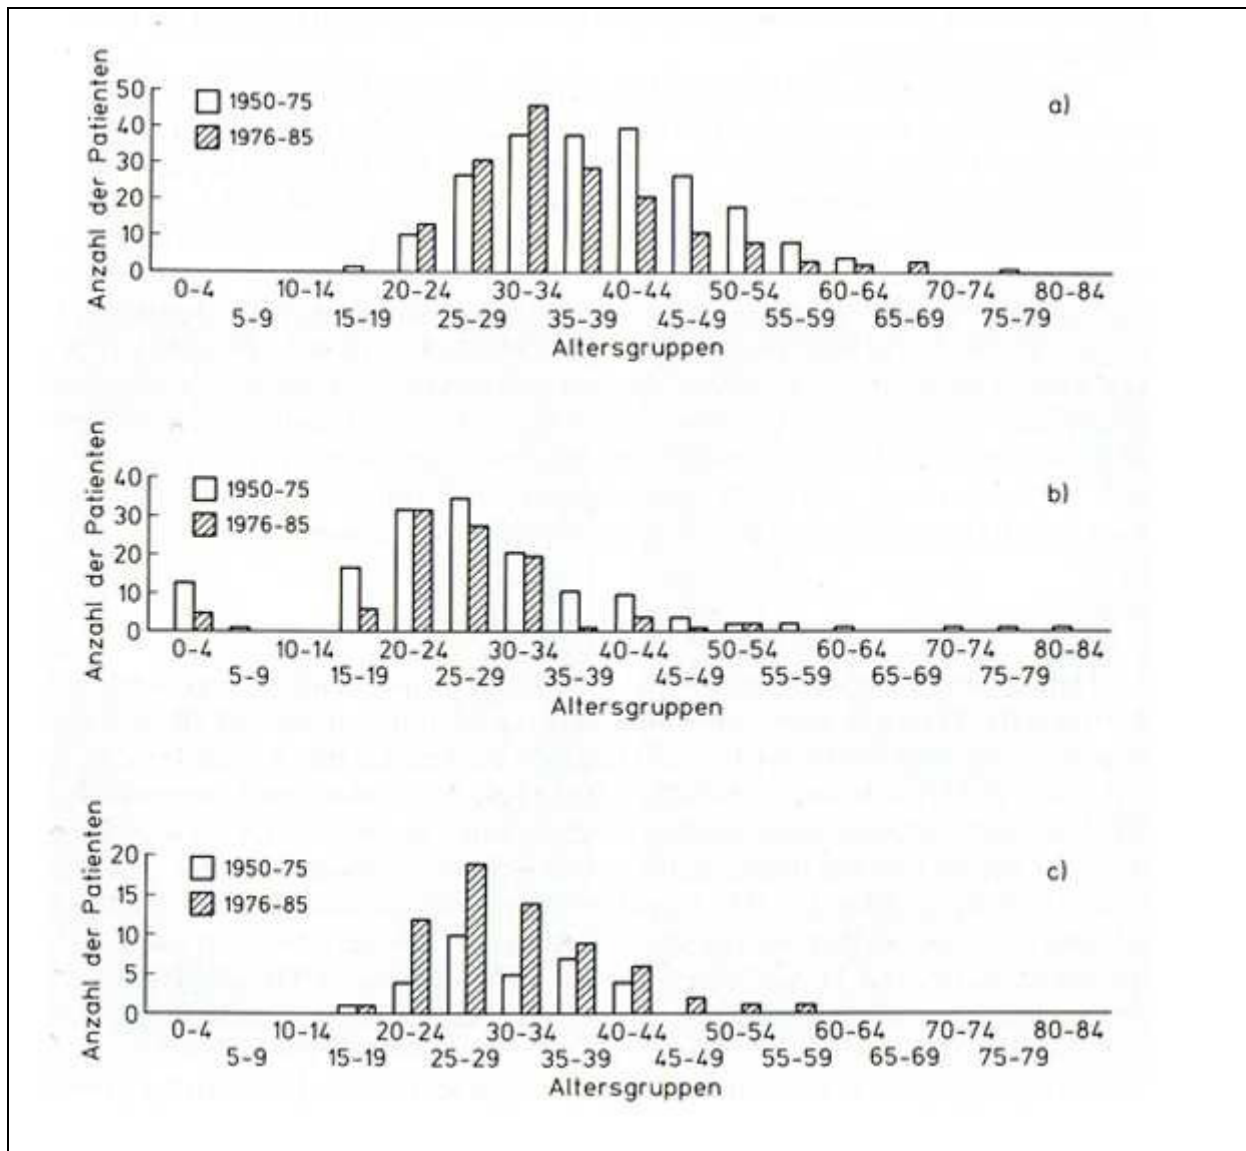 Anzahl der Patienten
50
40
30
20
10
0
1950-75
1976-85
a)
0-4 10-14 20-24 30-34 40-44 50-54 60-64 70-74 80-84
5-9 15-19 25-29 35-39 45-49 55-59 65-69 75-79
Altersgruppen
Anzahl der Patienten
40
30
20
10
0
1950-75
1976-85
b)
0-4 10-14 20-24 30-34 40-44 50-54 60-64 70-74 80-84
5-9 15-19 25-29 35-39 45-49 55-59 65-69 75-79
Altersgruppen
Anzahl der Patienten
20
15
10
5
0
1950-75
1976-85
c)
0-4 10-14 20-24 30-34 40-44 50-54 60-64 70-74 80-84
5-9 15-19 25-29 35-39 45-49 55-59 65-69 75-79
Altersgruppen